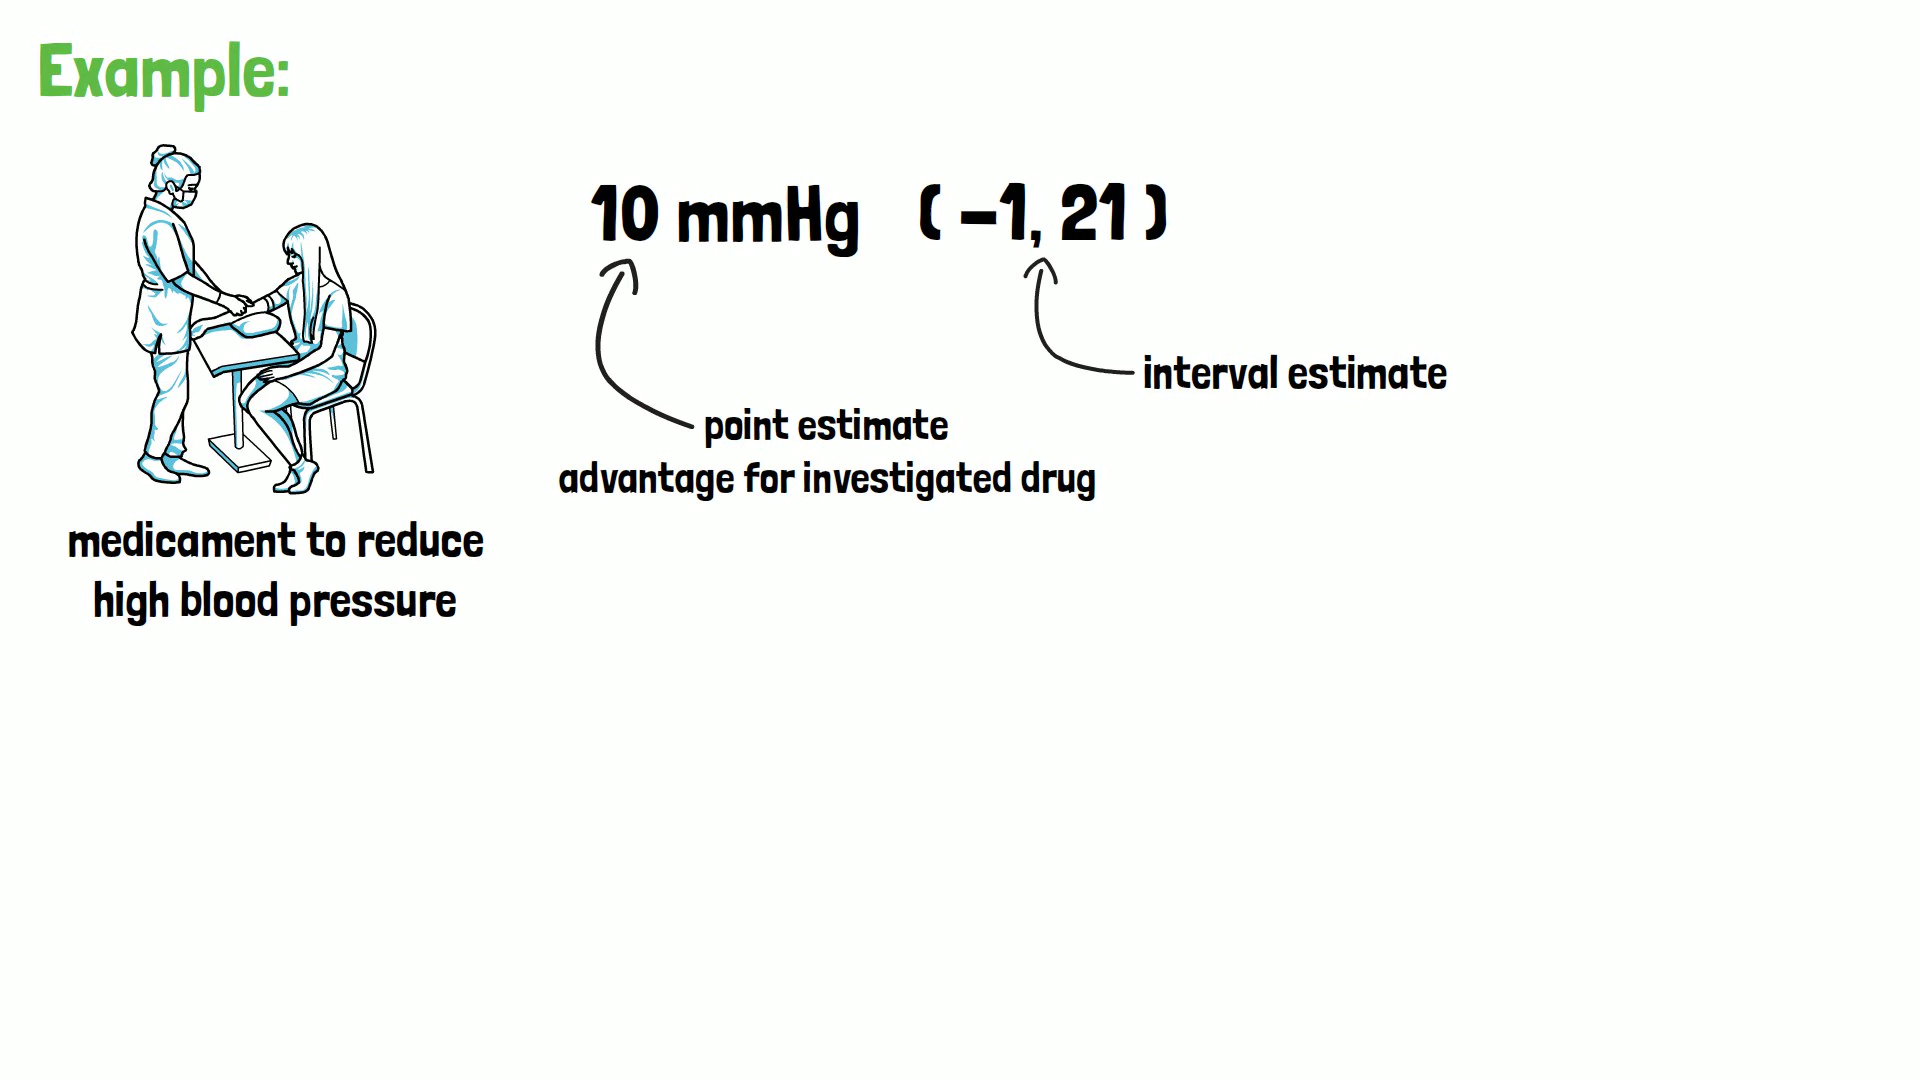 Example:
10 mmHg ( -1, 21 )
interval estimate
point estimate
advantage for investigated drug
medicament to reduce
high blood pressure